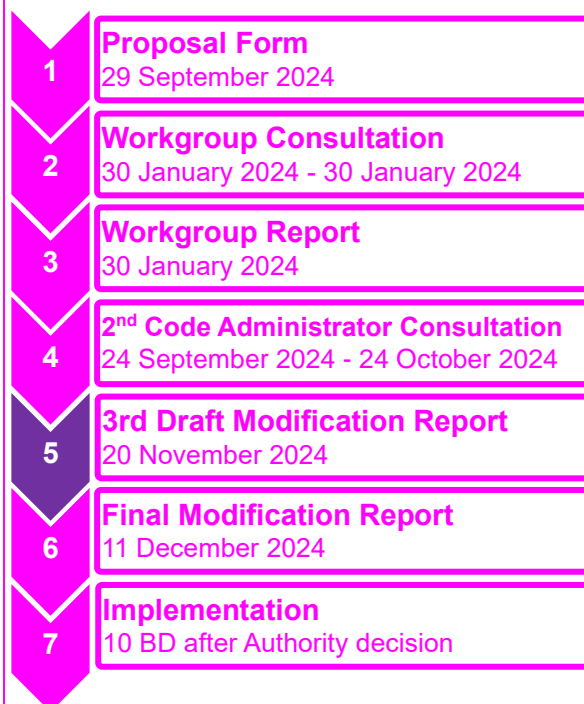 1
Proposal Form
29 September 2024
2
Workgroup Consultation
30 January 2024 - 30 January 2024
3
Workgroup Report
30 January 2024
4
2nd Code Administrator Consultation
24 September 2024 - 24 October 2024
5
3rd Draft Modification Report
20 November 2024
6
Final Modification Report
11 December 2024
7
Implementation
10 BD after Authority decision